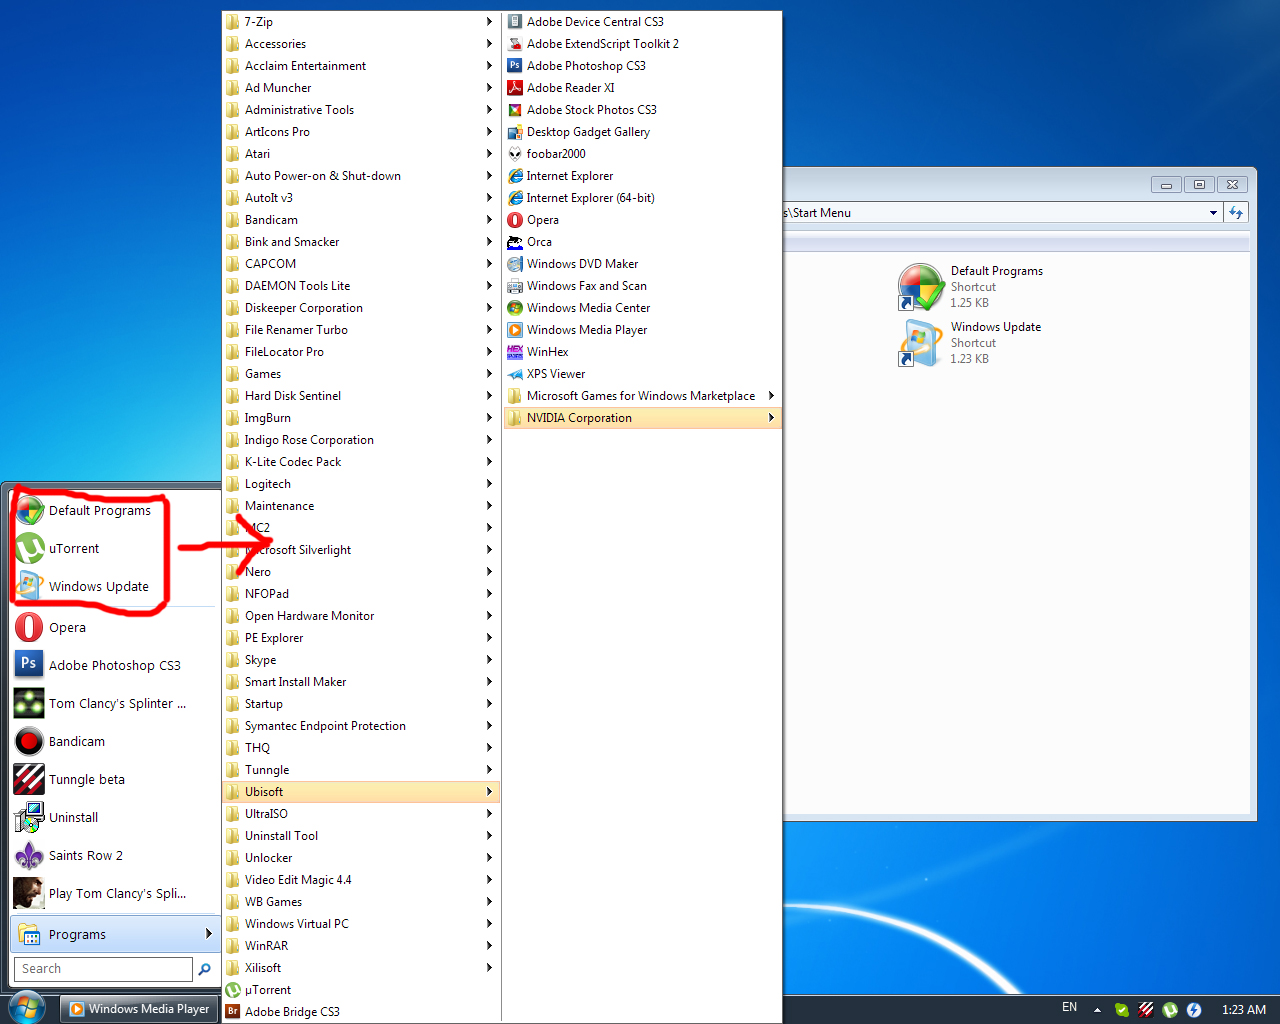 7-Zip
Accessories
Acclaim Entertainment
Ad Muncher
Administrative Tools
ArtIcons Pro
Atari
Auto Power-on & Shut-down
AutoIt v3
Bandicam
Bink and Smacker
CAPCOM
DAEMON Tools Lite
Diskeeper Corporation
File Renamer Turbo
FileLocator Pro
Games
Hard Disk Sentinel
ImgBurn
Indigo Rose Corporation
K-Lite Codec Pack
Logitech
Maintenance
MC2
Microsoft Silverlight
Nero
NFOPad
Open Hardware Monitor
PE Explorer
Skype
Smart Install Maker
Startup
Symantec Endpoint Protection
THQ
Tunngle
Ubisoft
UltraISO
Uninstall Tool
Unlocker
Video Edit Magic 4.4
WB Games
Windows Virtual PC
WinRAR
Xilisoft
µTorrent
Br
Adobe Bridge CS3
Adobe Device Central CS3
Adobe ExtendScript Toolkit 2
Ps
Adobe Photoshop CS3
Adobe Reader XI
Adobe Stock Photos CS3
Desktop Gadget Gallery
foobar2000
Internet Explorer
Internet Explorer (64-bit)
Opera
Orca
Windows DVD Maker
Windows Fax and Scan
Windows Media Center
Windows Media Player
HEX
WinHex
XPS Viewer
Microsoft Games for Windows Marketplace
NVIDIA Corporation
s\Start Menu
Default Programs
Shortcut
1.25 KB
Windows Update
Shortcut
1.23 KB
Default Programs
uTorrent
Windows Update
Opera
Ps
Adobe Photoshop CS3
Tom Clancy's Splinter ...
Bandicam
Tunngle beta
Uninstall
Saints Row 2
Play Tom Clancy's Spli...
Programs
Search
Windows Media Player
EN
1:23 AM